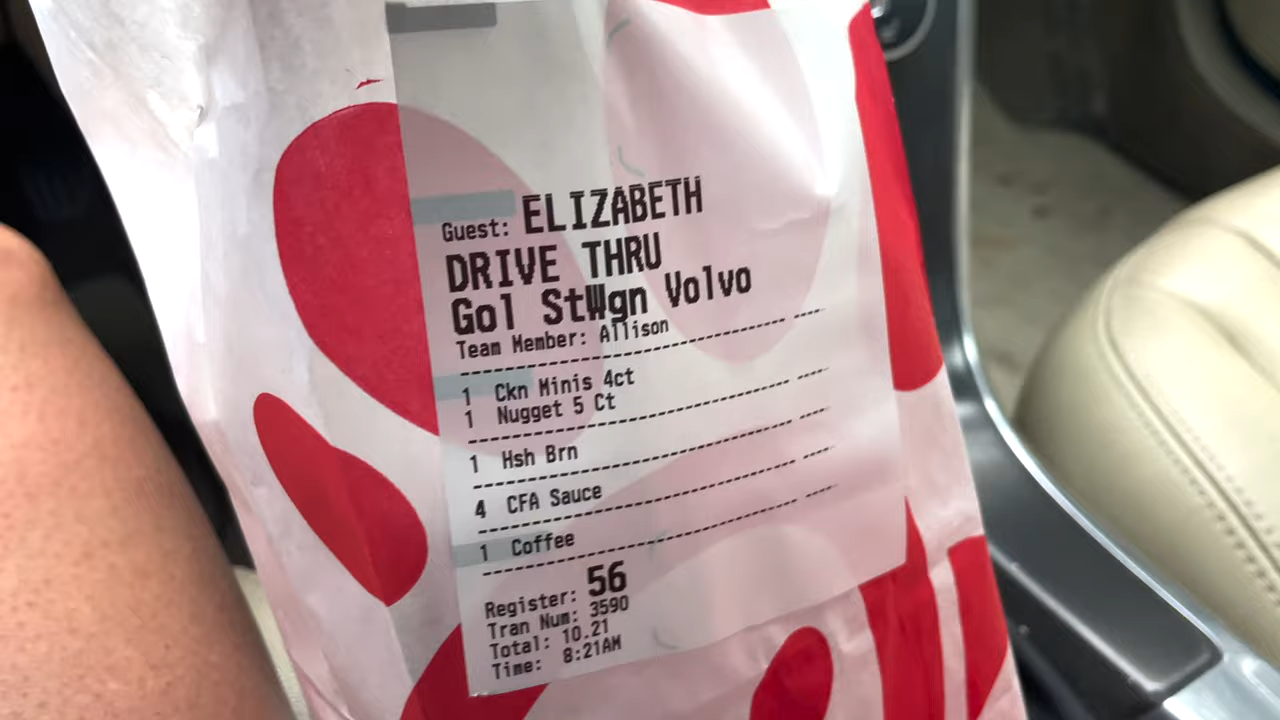 Guest: ELIZABETH
DRIVE THRU
Gol StWgn Volvo
Team Member: Allison
1 Ckn Minis 4ct
1 Nugget 5 Ct
1 Hsh Brn
4 CFA Sauce
1 Coffee
Register: 56
Tran Num: 3590
Total: 10.21
Time: 8:21AM